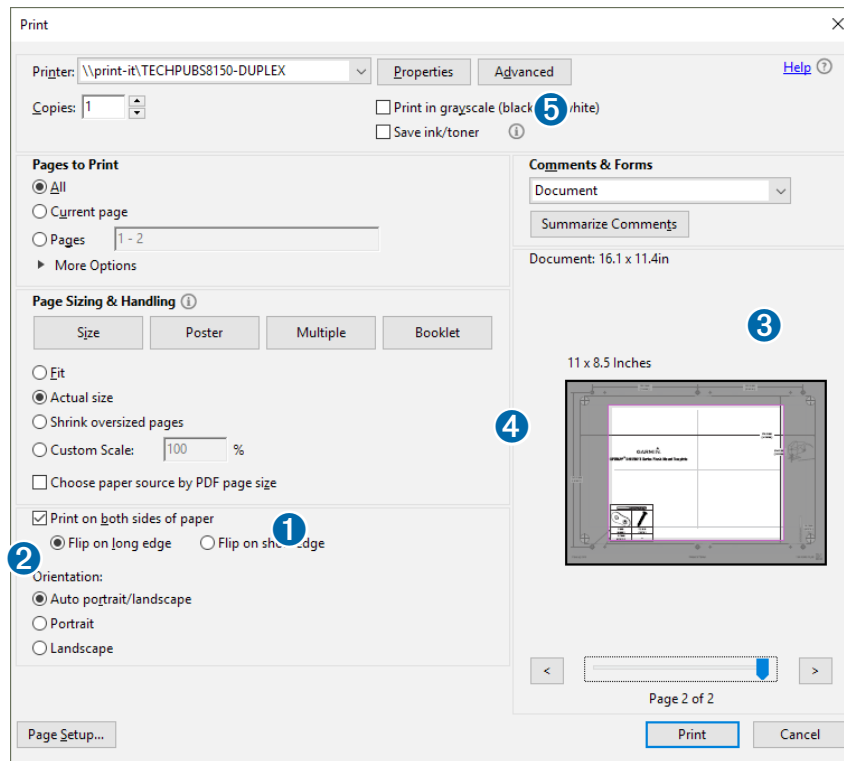 Print
Printer: \\print-it\TECHPUBS8150-DUPLEX Properties Advanced Help
Copies: 1 Print in grayscale (black white)
5
Save ink/toner
Pages to Print
All
Current page
Pages 1 - 2
More Options
Comments & Forms
Document
Summarize Comments
Document: 16.1 x 11.4in
Page Sizing & Handling
Size Poster Multiple Booklet
Fit
Actual size
Shrink oversized pages
Custom Scale: 100 %
Choose paper source by PDF page size
3
11 x 8.5 Inches
4
GARMIN
Print on both sides of paper
1
Flip on long edge Flip on edge
2
Orientation:
Auto portrait/landscape
Portrait
Landscape
< >
Page 2 of 2
Page Setup... Print Cancel